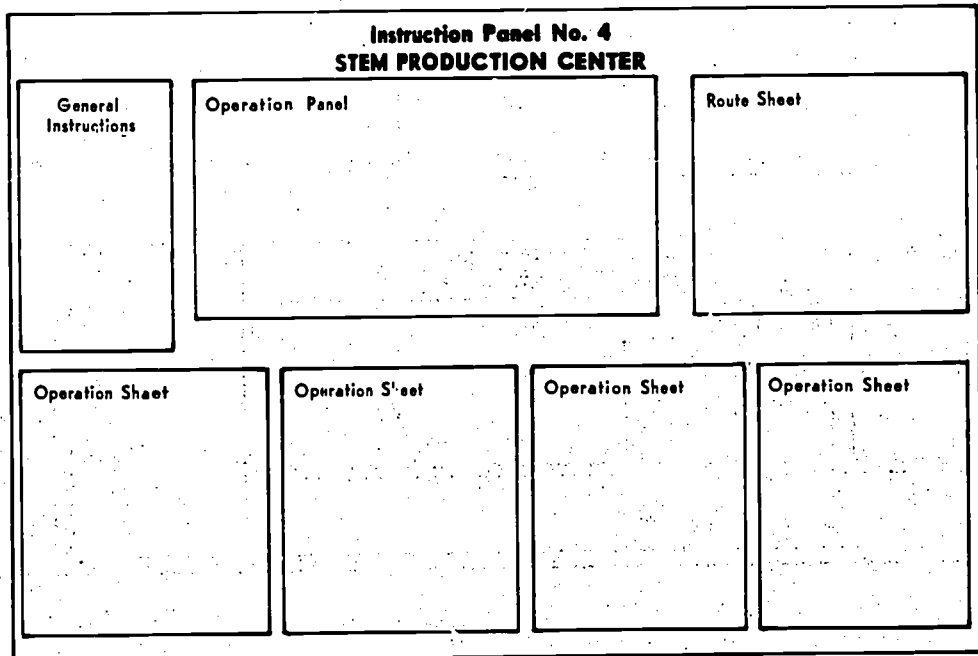 Instruction Panel No. 4
STEM PRODUCTION CENTER
General
Instructions
Operation Panel
Route Sheet
Operation Sheet
Operation Sheet
Operation Sheet
Operation Sheet